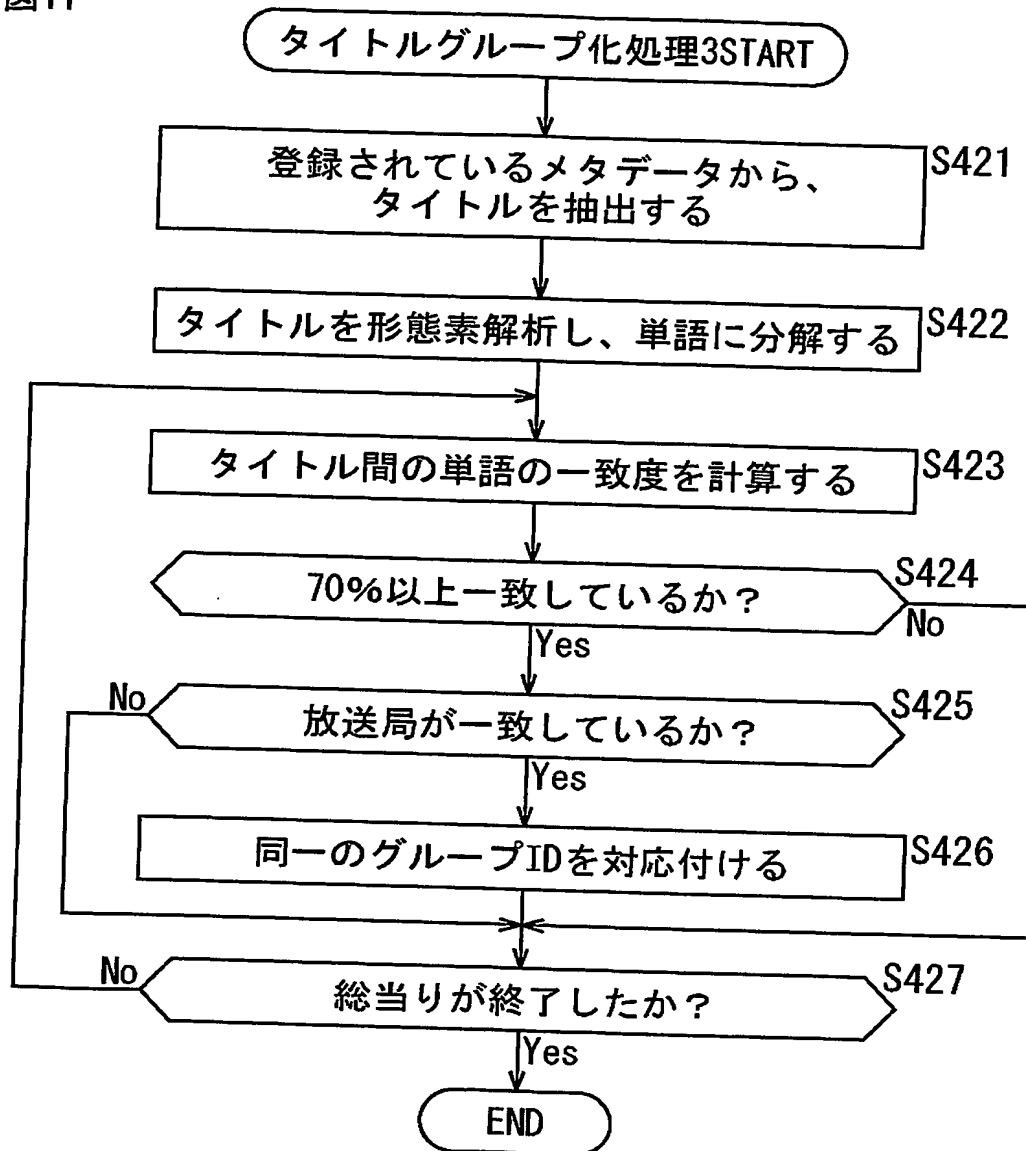 タイトルグループ化処理3START
登録されているメタデータから、
タイトルを抽出する
S421
タイトルを形態素解析し、単語に分解する
S422
タイトル間の単語の一致度を計算する
S423
70%以上一致しているか?
S424
No
Yes
放送局が一致しているか?
S425
No
Yes
同一のグループIDを対応付ける
S426
総当りが終了したか?
S427
No
Yes
END